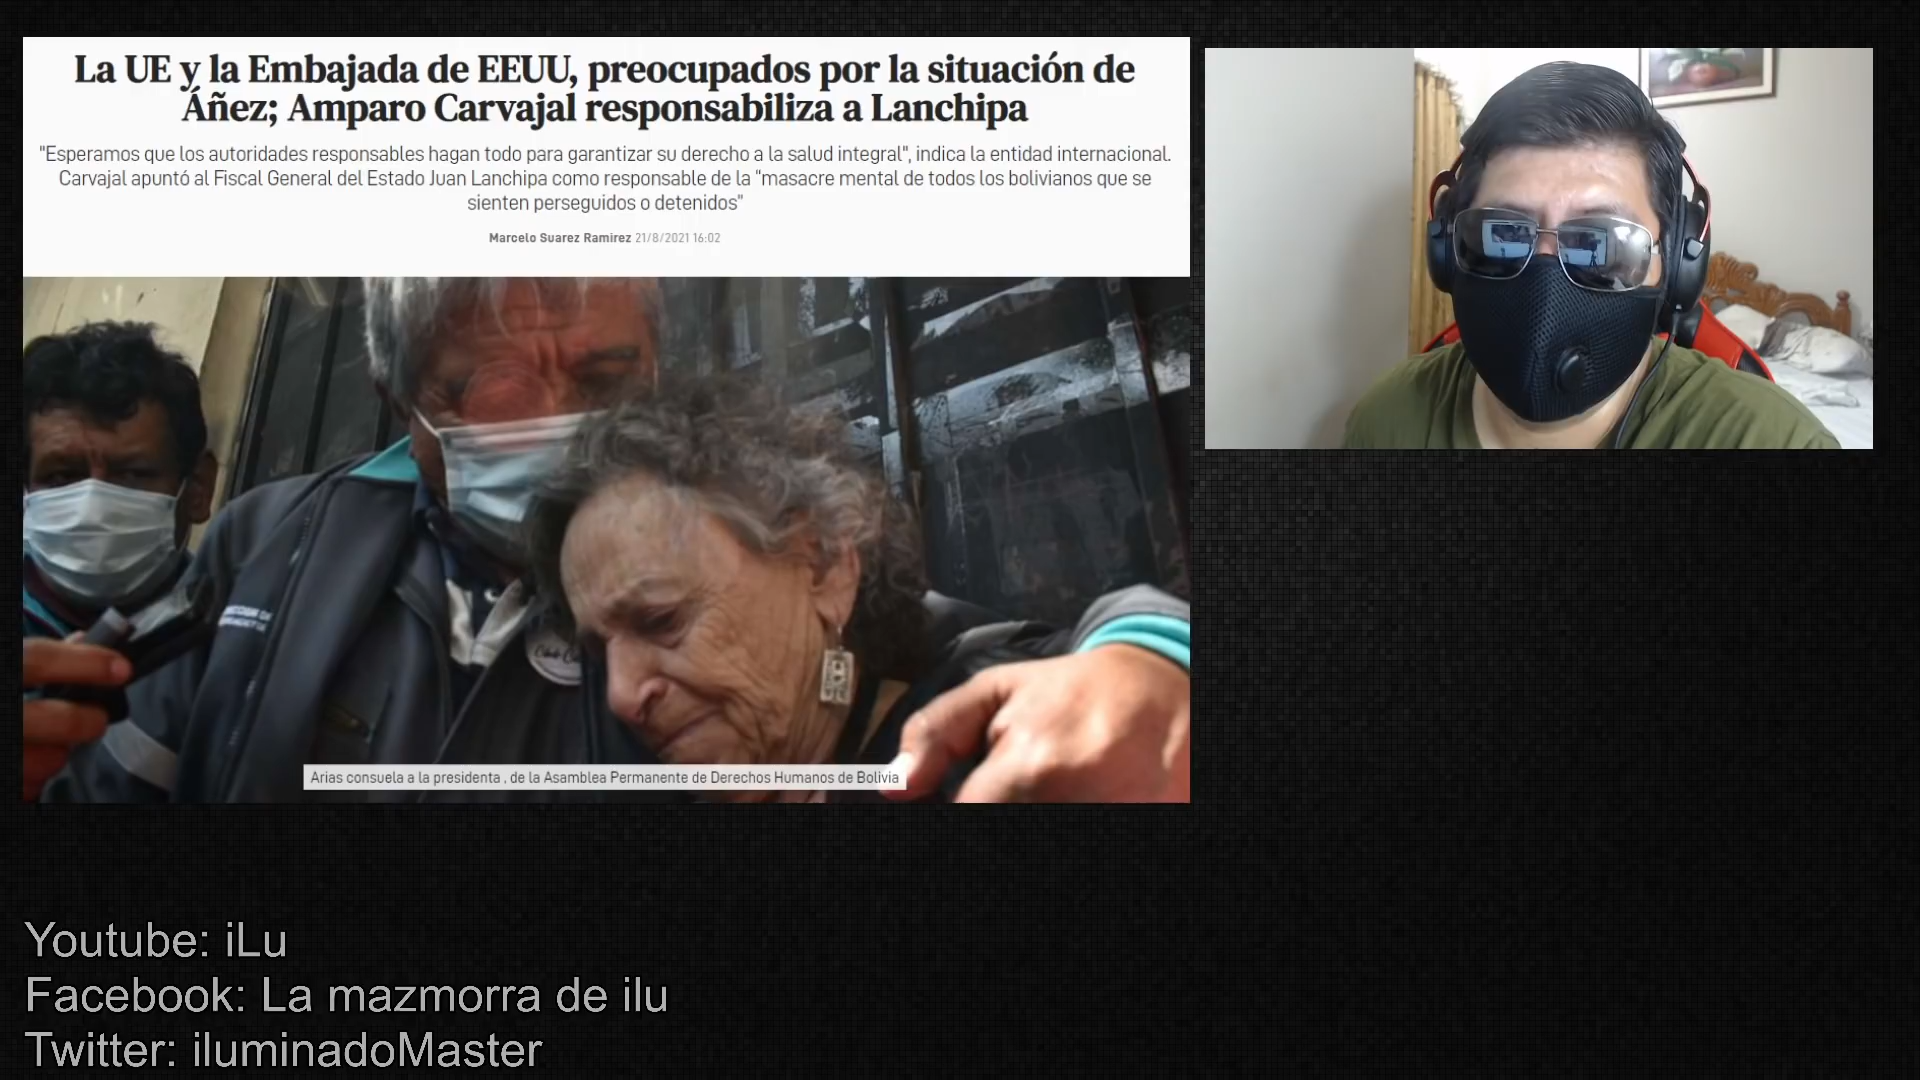 La UE y la Embajada de EEUU, preocupados por la situación de
Áñez; Amparo Carvajal responsabiliza a Lanchipa
"Esperamos que los autoridades responsables hagan todo para garantizar su derecho a la salud integral", indica la entidad internacional.
Carvajal apuntó al Fiscal General del Estado Juan Lanchipa como responsable de la "masacre mental de todos los bolivianos que se
sienten perseguidos o detenidos"
Marcelo Suarez Ramirez 21/8/2021 16:02
Arias consuela a la presidenta . de la Asamblea Permanente de Derechos Humanos de Bolivia
Youtube: iLu
Facebook: La mazmorra de ilu
Twitter: iluminadoMaster